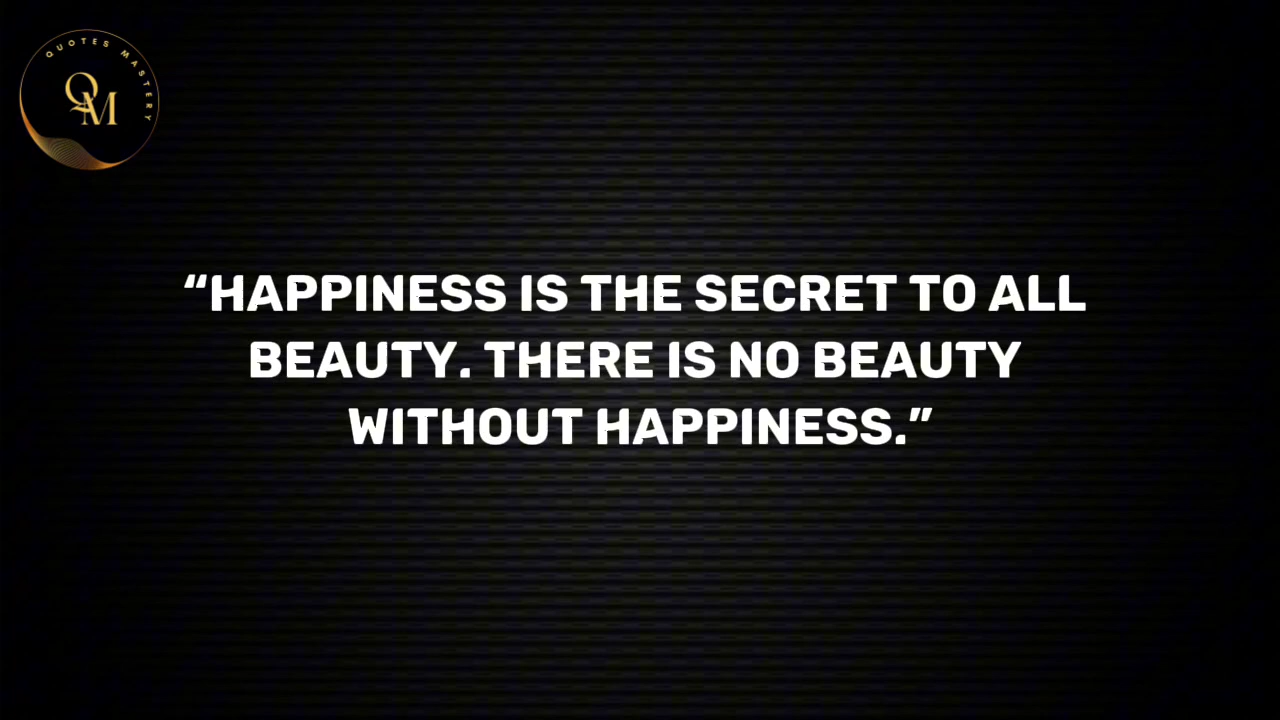 QUOTES MASTERY
QM
“HAPPINESS IS THE SECRET TO ALL
BEAUTY. THERE IS NO BEAUTY
WITHOUT HAPPINESS.”